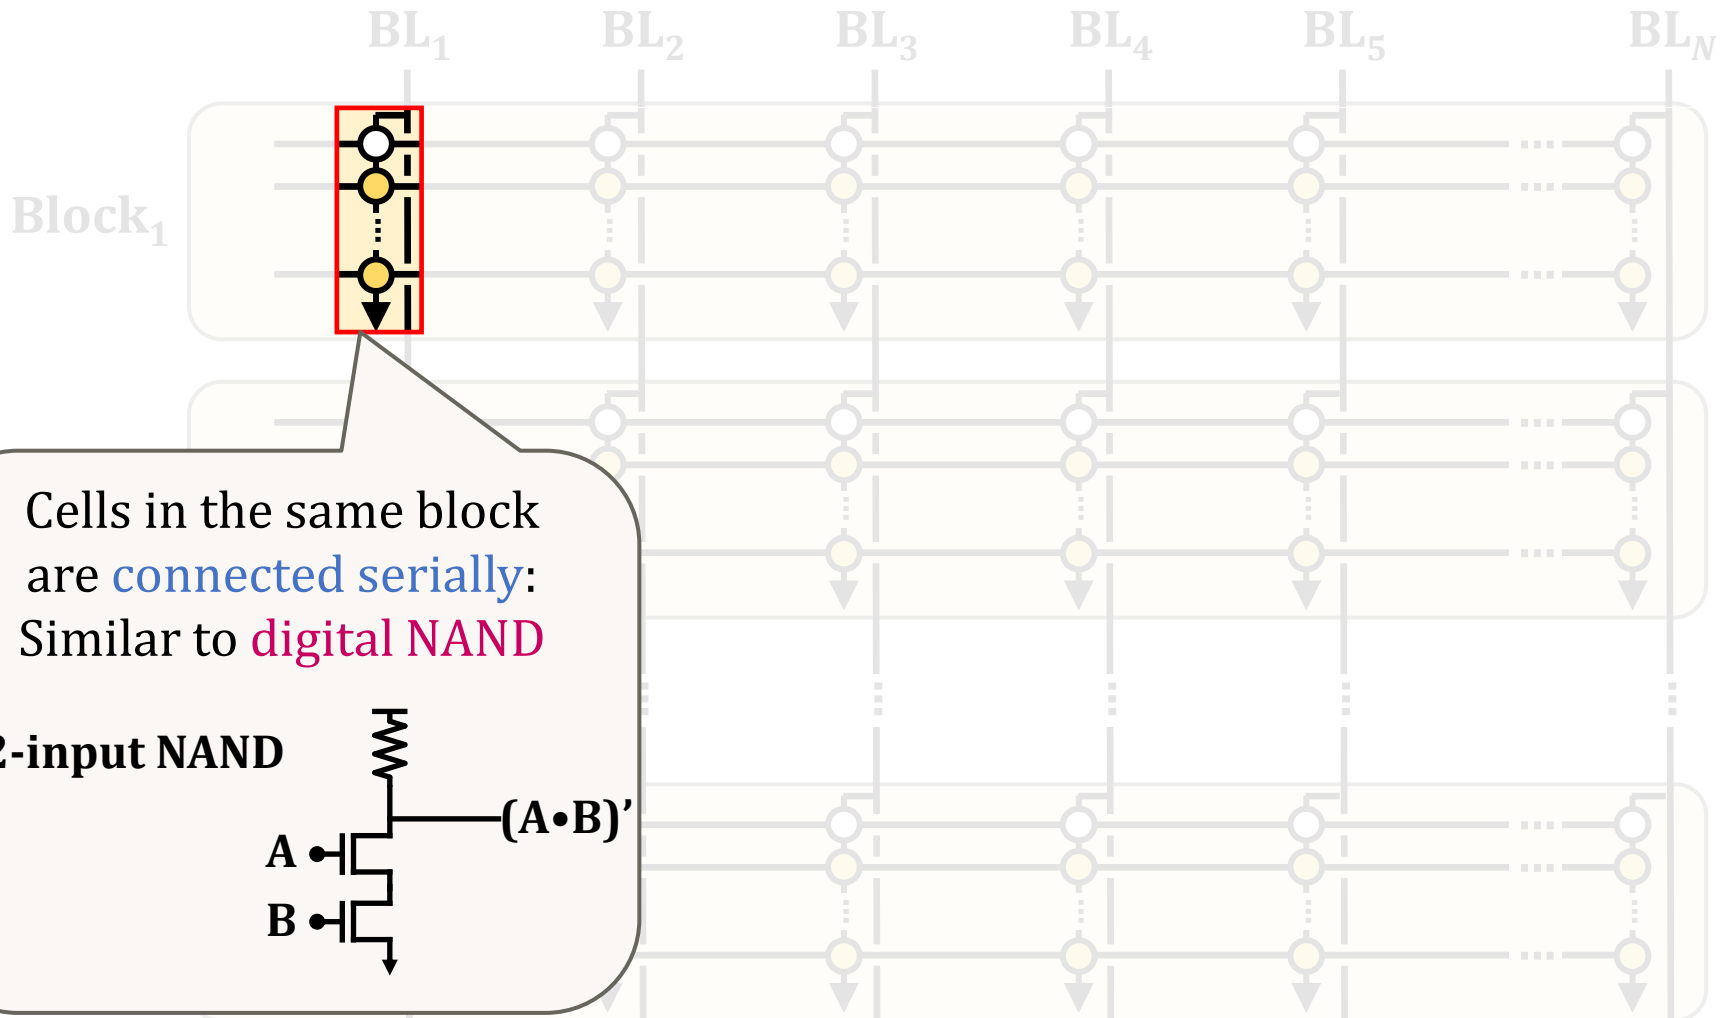 BL1 BL2 BL3 BL4 BL5 BLN
Block1
Cells in the same block
are connected serially:
Similar to digital NAND
2-input NAND
(A•B)’
A
B